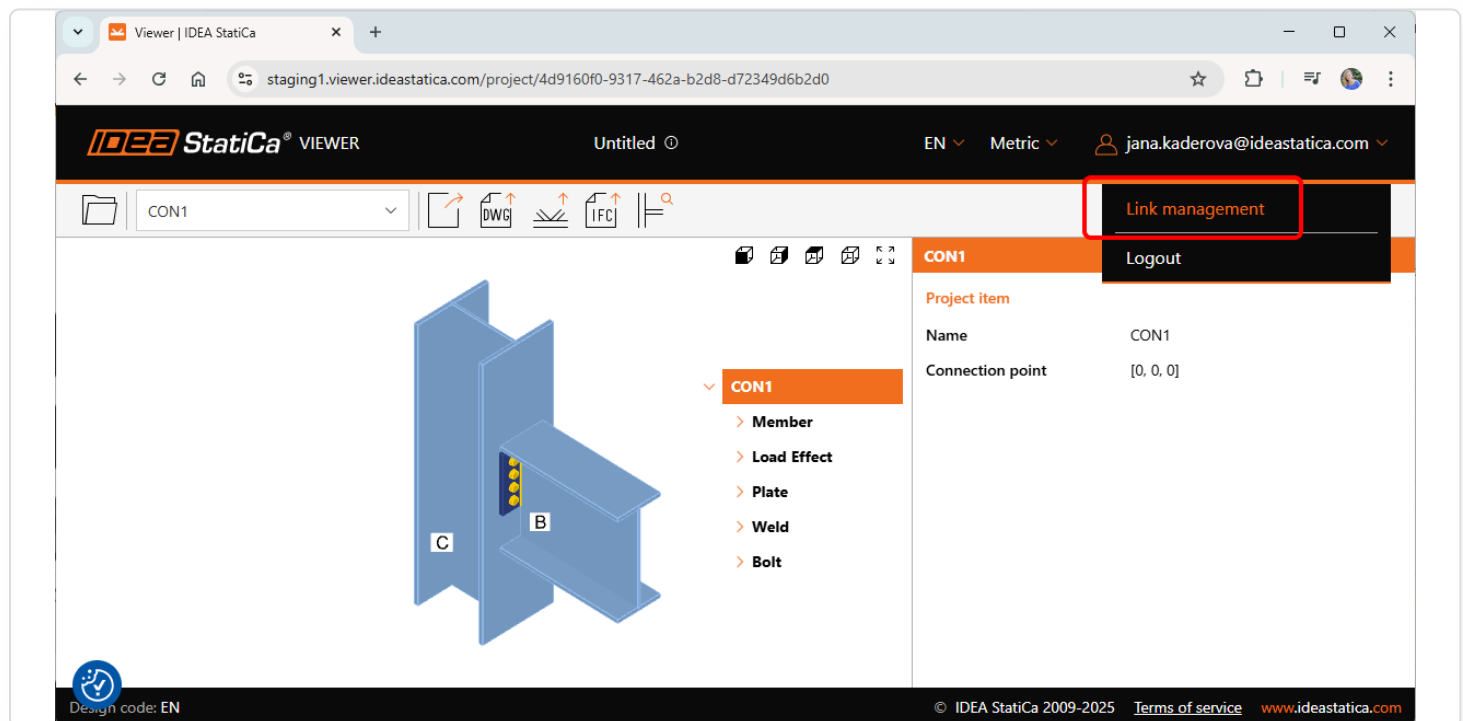 Viewer | IDEA StatiCa
staging1.viewer.ideastatica.com/project/4d9160f0-9317-462a-b2d8-d72349d6b2d0
IDEA StatiCa® VIEWER
Untitled
EN
Metric
jana.kaderova@ideastatica.com
CON1
DWG
IFC
Link management
Logout
CON1
Project item
Name CON1
Connection point [0, 0, 0]
CON1
Member
Load Effect
Plate
Weld
Bolt
B
C
Design code: EN
© IDEA StatiCa 2009-2025 Terms of service www.ideastatica.com